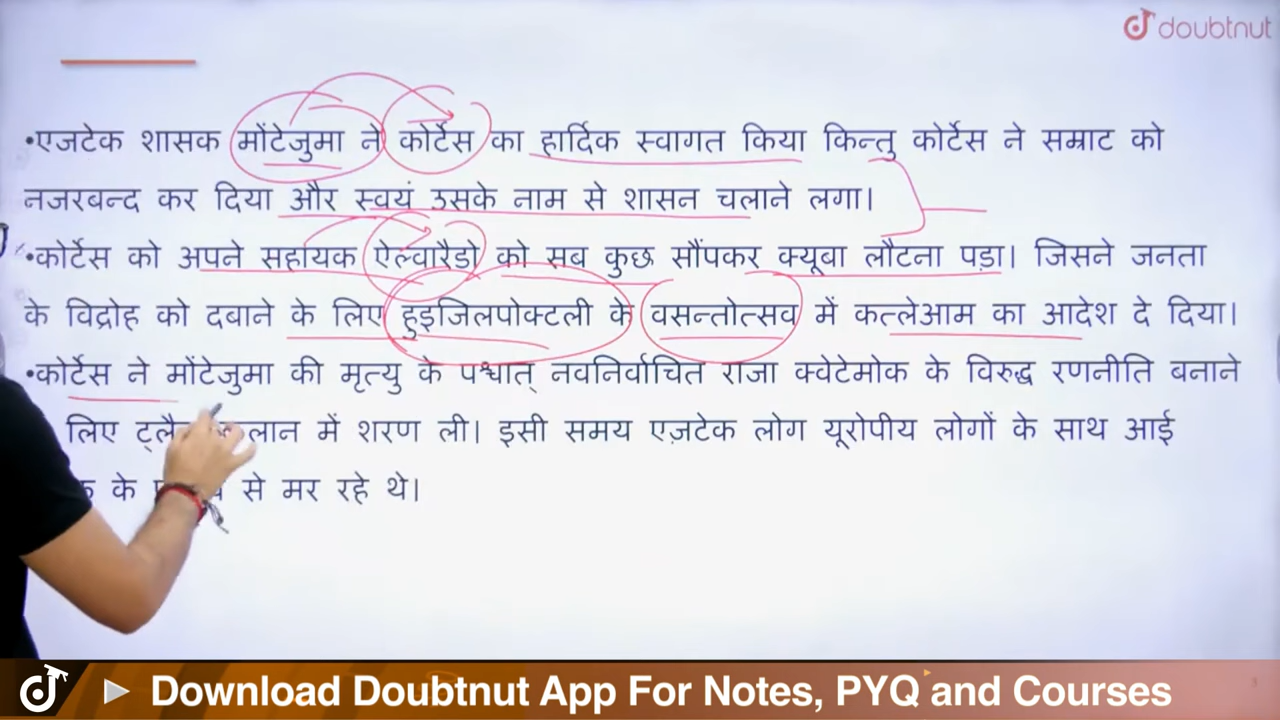 doubtnut
•एजटेक शासक मोंटेजुमा ने कोर्टेस का हार्दिक स्वागत किया किन्तु कोर्टेस ने सम्राट को
नजरबन्द कर दिया और स्वयं उसके नाम से शासन चलाने लगा।
•कोर्टेस को अपने सहायक ऐल्वारैडो को सब कुछ सौंपकर क्यूबा लौटना पड़ा। जिसने जनता
के विद्रोह को दबाने के लिए हुइजिलपोक्टली के वसन्तोत्सव में कत्लेआम का आदेश दे दिया।
•कोर्टेस ने मोंटेजुमा की मृत्यु के पश्चात् नवनिर्वाचित राजा क्वेटेमोक के विरुद्ध रणनीति बनाने
लिए में शरण ली। इसी समय एज़टेक लोग यूरोपीय लोगों के साथ आई
के से मर रहे थे।
Download Doubtnut App For Notes, PYQ and Courses